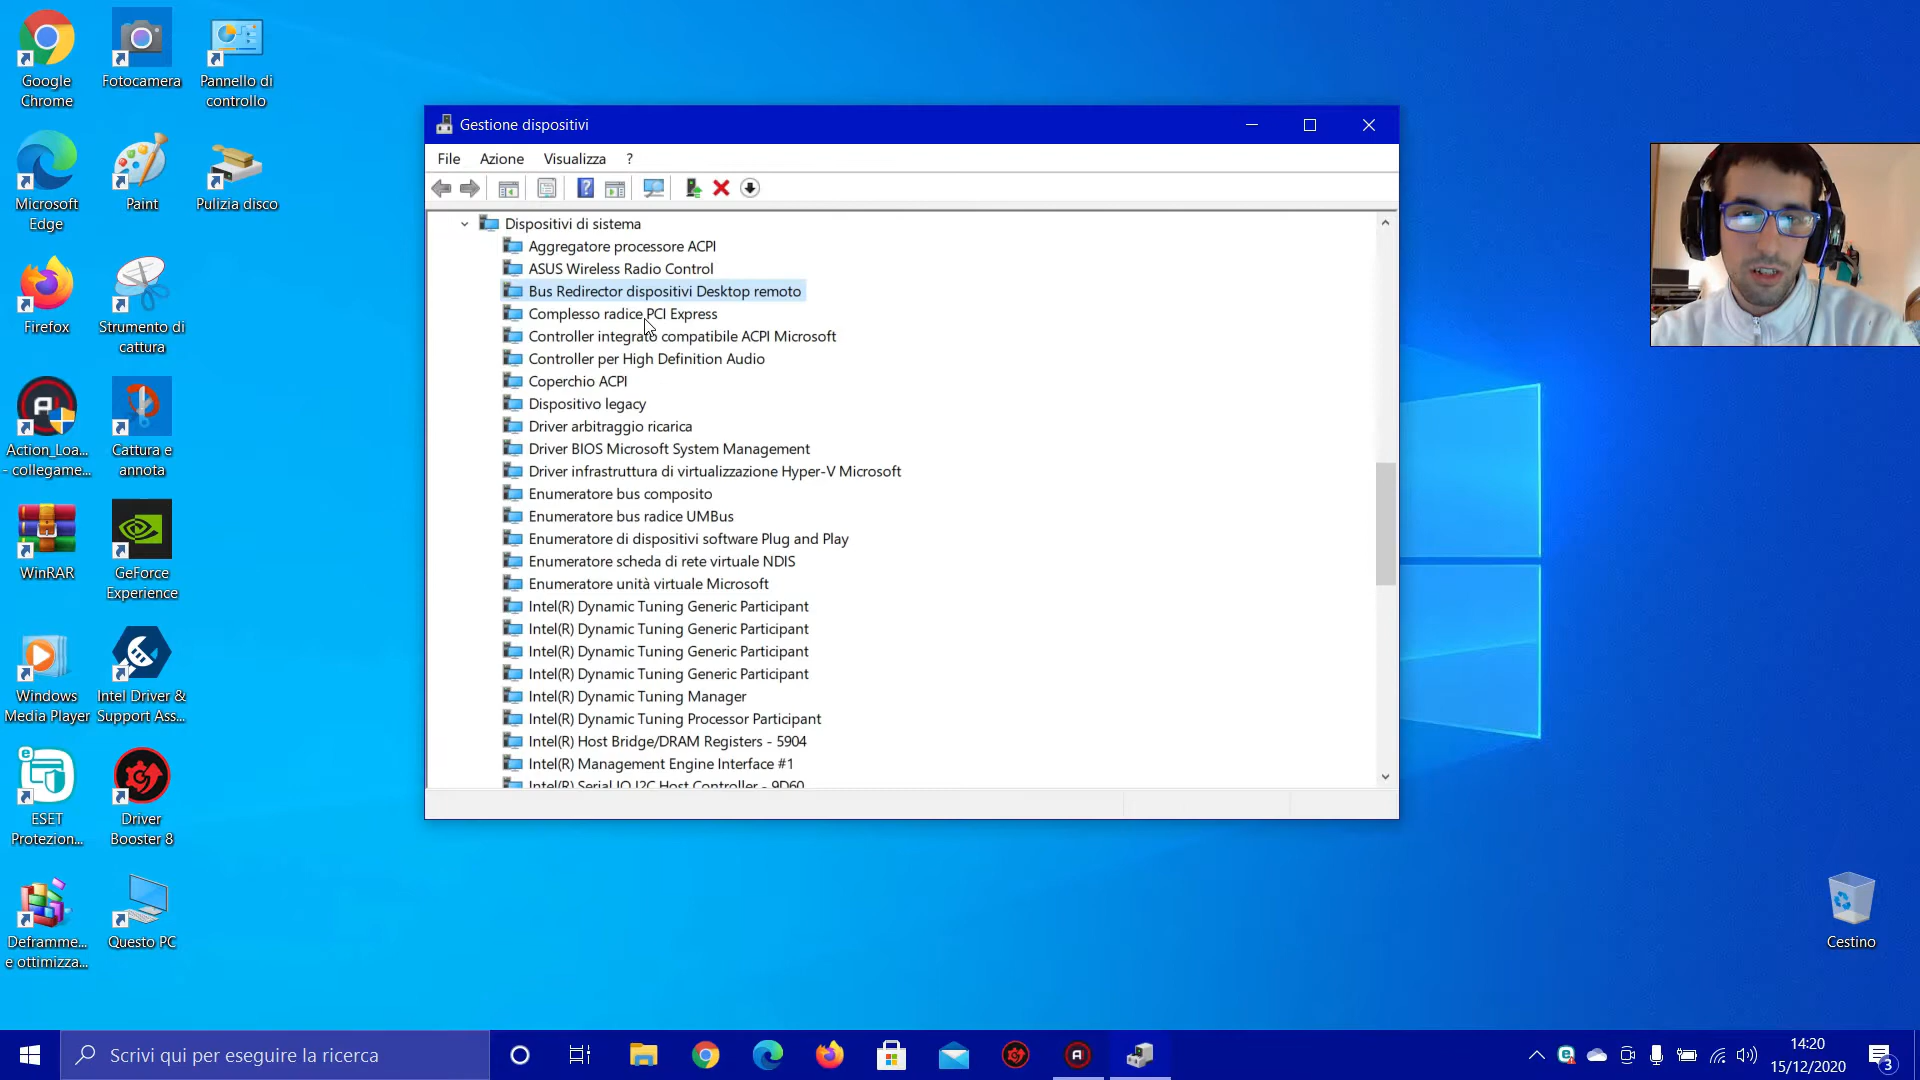 Google
Chrome
Fotocamera
Pannello di
controllo
Microsoft
Edge
Paint
Pulizia disco
Firefox
Strumento di
cattura
Action_Loa...
- collegame...
Cattura e
annota
WinRAR
GeForce
Experience
Windows
Media Player
Intel Driver &
Support Ass...
ESET
Protezion...
Driver
Booster 8
Deframme...
e ottimizza...
Questo PC
Gestione dispositivi
File Azione Visualizza ?
Dispositivi di sistema
Aggregatore processore ACPI
ASUS Wireless Radio Control
Bus Redirector dispositivi Desktop remoto
Complesso radice PCI Express
Controller integrato compatibile ACPI Microsoft
Controller per High Definition Audio
Coperchio ACPI
Dispositivo legacy
Driver arbitraggio ricarica
Driver BIOS Microsoft System Management
Driver infrastruttura di virtualizzazione Hyper-V Microsoft
Enumeratore bus composito
Enumeratore bus radice UMBus
Enumeratore di dispositivi software Plug and Play
Enumeratore scheda di rete virtuale NDIS
Enumeratore unità virtuale Microsoft
Intel(R) Dynamic Tuning Generic Participant
Intel(R) Dynamic Tuning Generic Participant
Intel(R) Dynamic Tuning Generic Participant
Intel(R) Dynamic Tuning Generic Participant
Intel(R) Dynamic Tuning Manager
Intel(R) Dynamic Tuning Processor Participant
Intel(R) Host Bridge/DRAM Registers - 5904
Intel(R) Management Engine Interface #1
Intel(R) Serial IO I2C Host Controller - 9D60
Cestino
Scrivi qui per eseguire la ricerca
14:20
15/12/2020
3